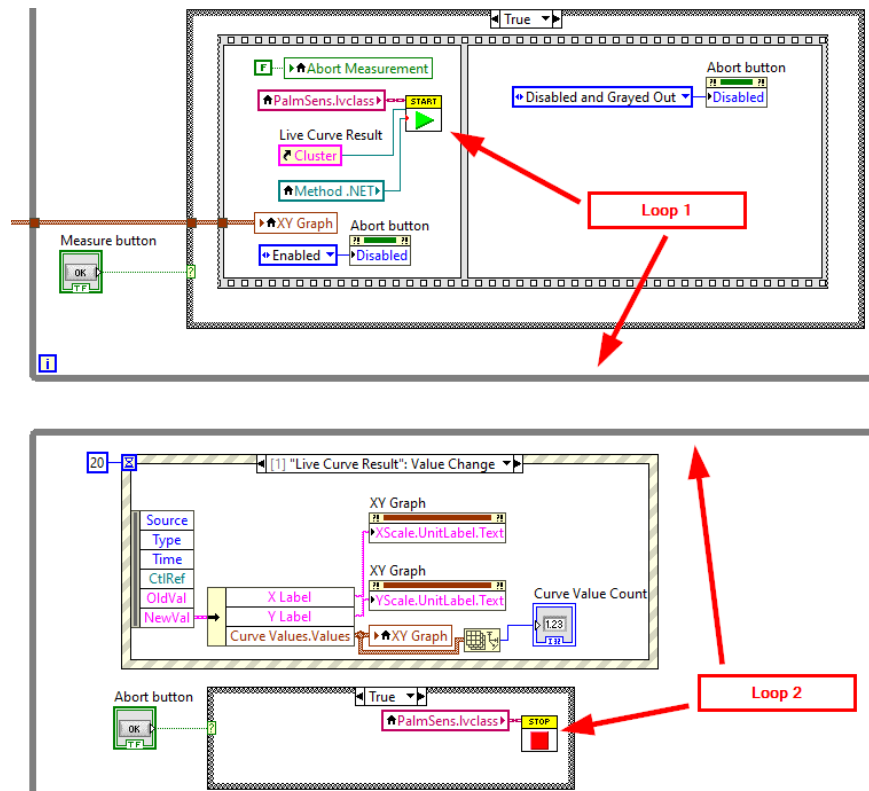 True
F
Abort Measurement
Abort button
PalmSens.lvclass
START
Disabled and Grayed Out
Disabled
Live Curve Result
Cluster
Method .NET
Loop 1
XY Graph
Abort button
Measure button
Enabled
Disabled
OK
TF
?
i
20
[1] "Live Curve Result": Value Change
XY Graph
Source
XScale.UnitLabel.Text
Type
Time
XY Graph
CtlRef
OldVal
X Label
YScale.UnitLabel.Text
Curve Value Count
NewVal
Y Label
Curve Values.Values
XY Graph
1.23
I32
Abort button
True
Loop 2
PalmSens.lvclass
STOP
OK
TF
?